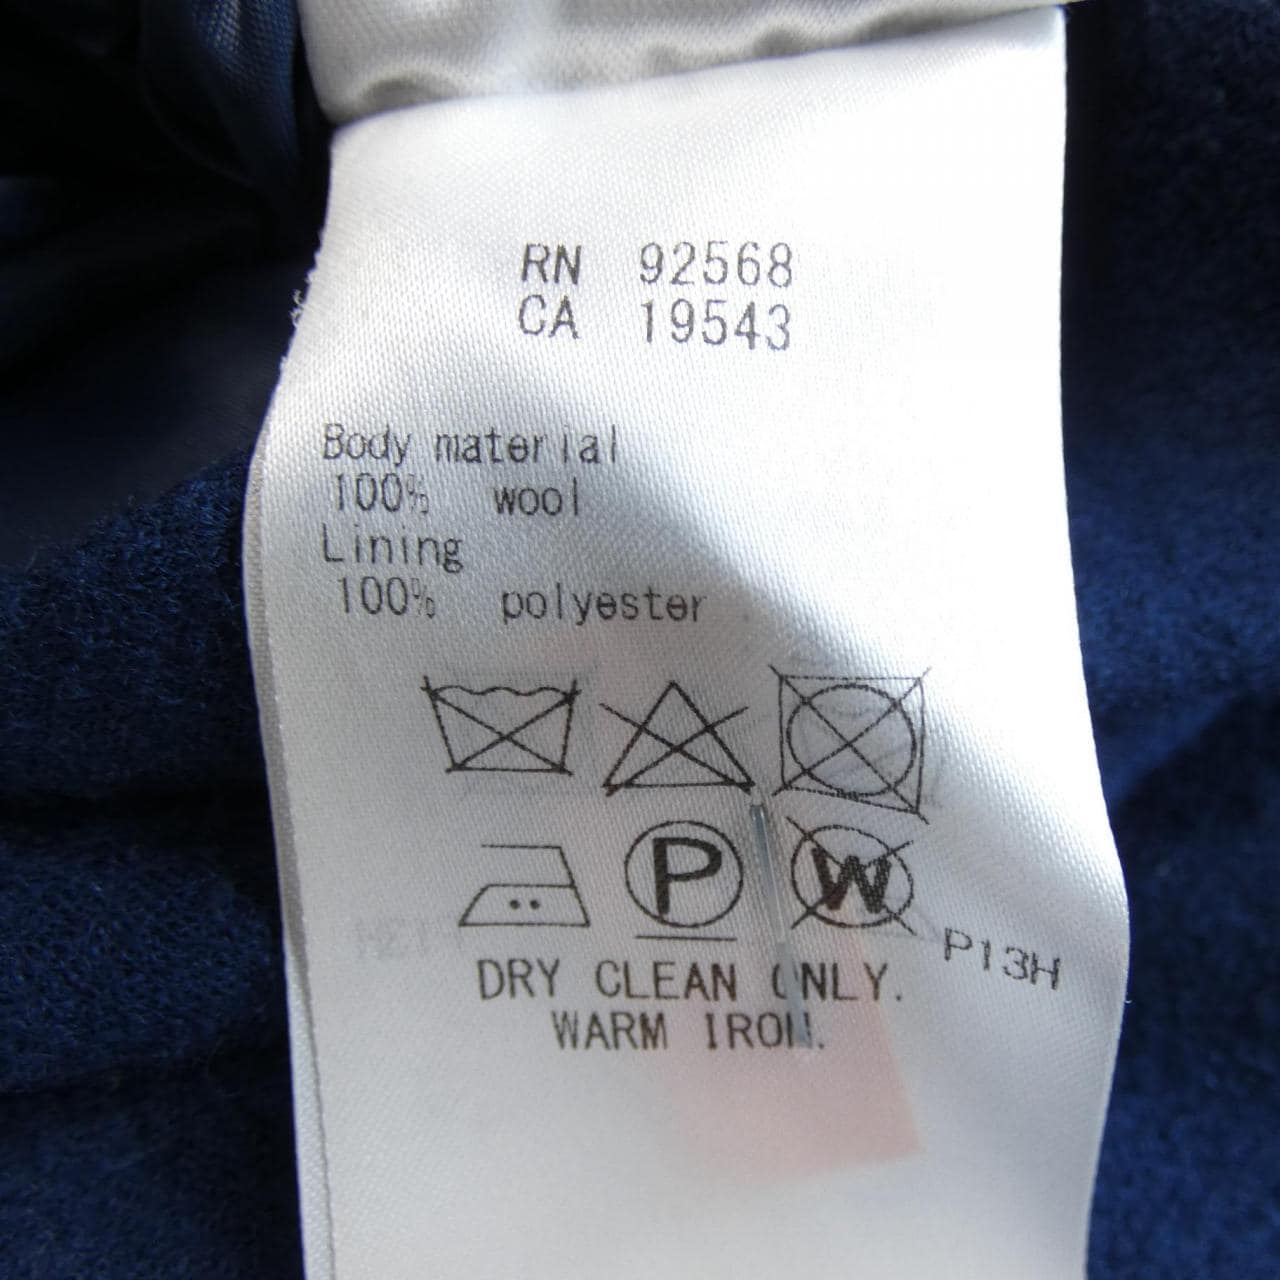 RN 92568
CA 19543
Body material
100% wool
Lining
100% polyester
P
W
P13H
DRY CLEAN ONLY.
WARM IRON.